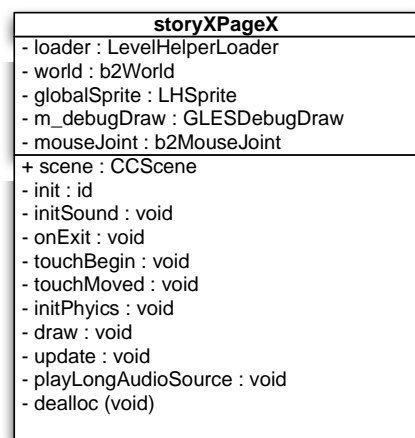 storyXPageX
- loader : LevelHelperLoader
- world : b2World
- globalSprite : LHSprite
- m_debugDraw : GLESDebugDraw
- mouseJoint : b2MouseJoint
+ scene : CCScene
- init : id
- initSound : void
- onExit : void
- touchBegin : void
- touchMoved : void
- initPhyics : void
- draw : void
- update : void
- playLongAudioSource : void
- dealloc (void)